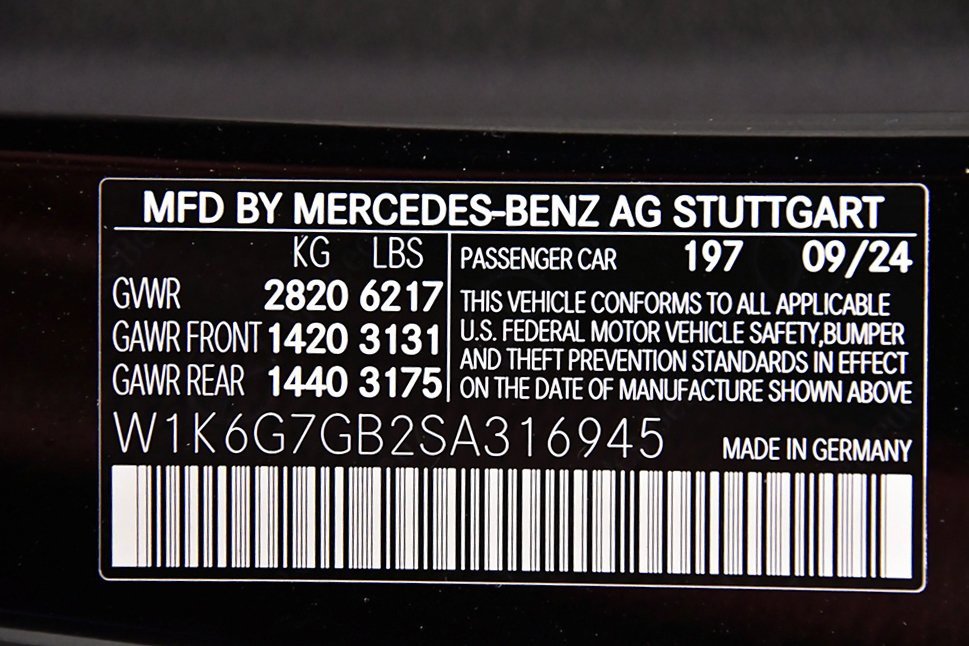 MFD BY MERCEDES-BENZ AG STUTTGART
KG LBS
GVWR 2820 6217
GAWR FRONT 1420 3131
GAWR REAR 1440 3175
PASSENGER CAR 197 09/24
THIS VEHICLE CONFORMS TO ALL APPLICABLE
U.S. FEDERAL MOTOR VEHICLE SAFETY,BUMPER
AND THEFT PREVENTION STANDARDS IN EFFECT
ON THE DATE OF MANUFACTURE SHOWN ABOVE
W1K6G7GB2SA316945
MADE IN GERMANY